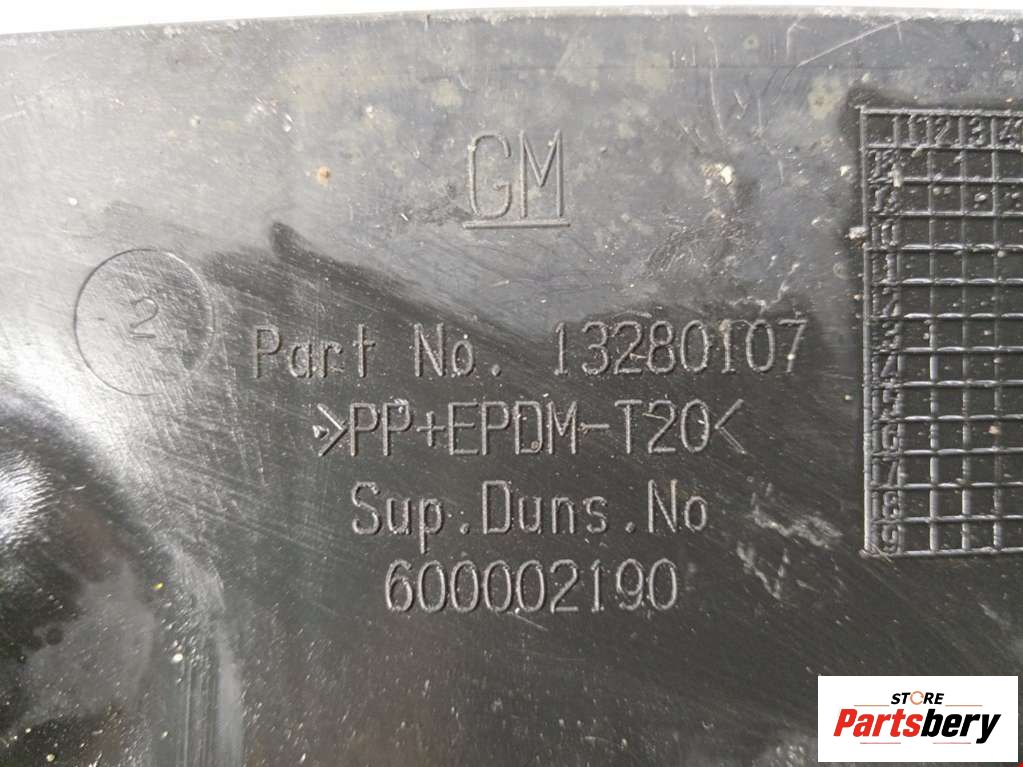 GM
2
Part No. 13280107
>PP+EPDM-T20<
Sup.Duns.No
600002190
STORE
Partsbery